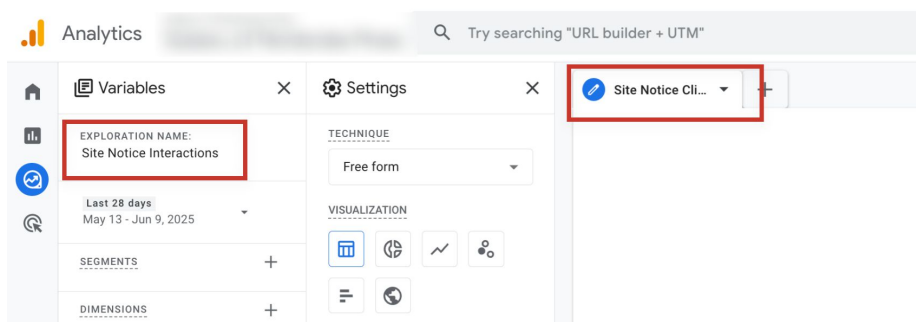 Analytics
Try searching "URL builder + UTM"
Variables
EXPLORATION NAME:
Site Notice Interactions
Last 28 days
May 13 - Jun 9, 2025
SEGMENTS
DIMENSIONS
Settings
TECHNIQUE
Free form
VISUALIZATION
Site Notice Cli...